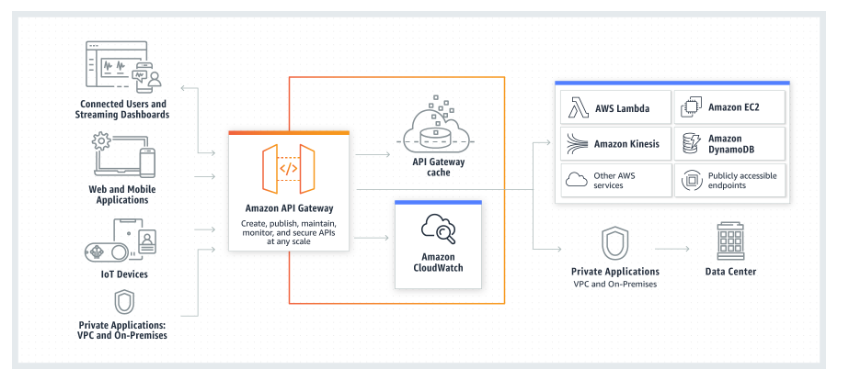 Connected Users and
Streaming Dashboards
Web and Mobile
Applications
IoT Devices
Private Applications:
VPC and On-Premises
</>
Amazon API Gateway
Create, publish, maintain,
monitor, and secure APIs
at any scale
API Gateway
cache
Amazon
CloudWatch
AWS Lambda
Amazon EC2
Amazon Kinesis
Amazon
DynamoDB
Other AWS
services
Publicly accessible
endpoints
Private Applications
VPC and On-Premises
Data Center